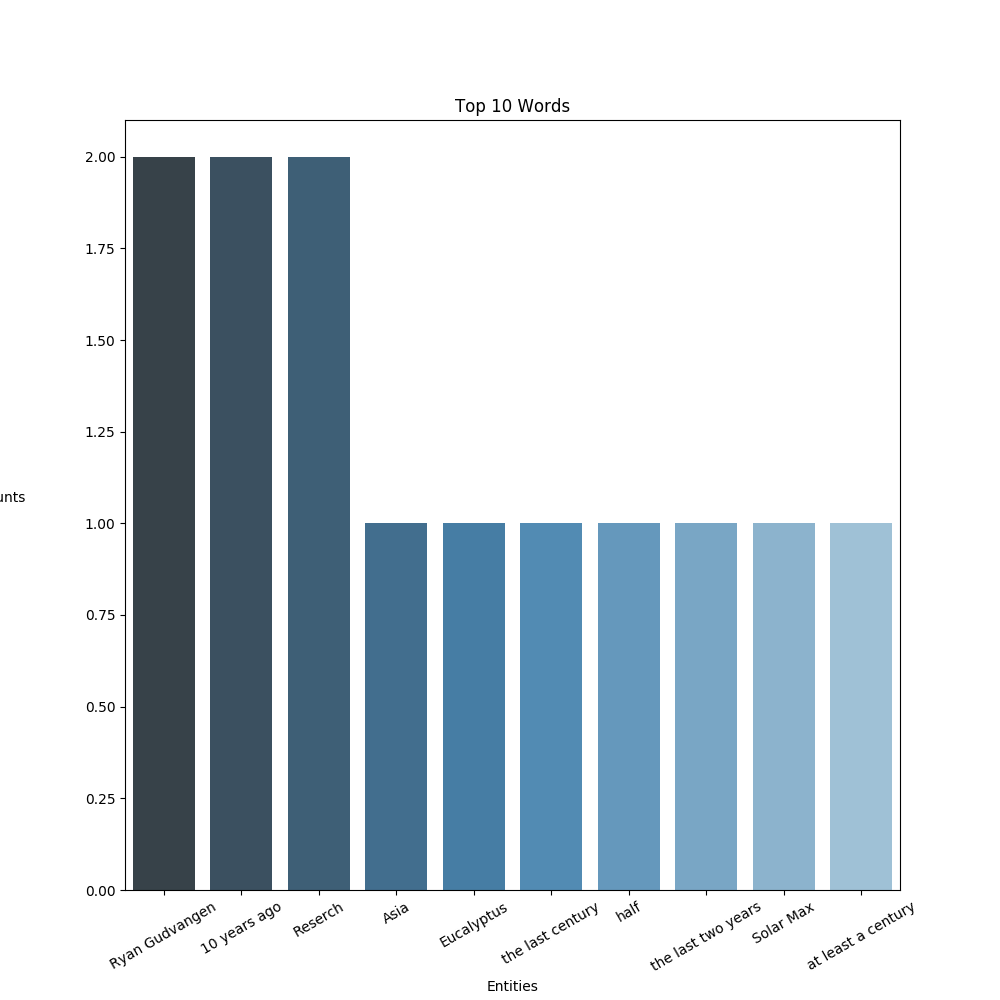 Top 10 Words
2.00
1.75
1.50
1.25
unts
1.00
0.75
0.50
0.25
0.00
Ryan Gudvangen 10 years ago Reserch Asia Eucalyptus the last century half the last two years Solar Max at least a century
Entities